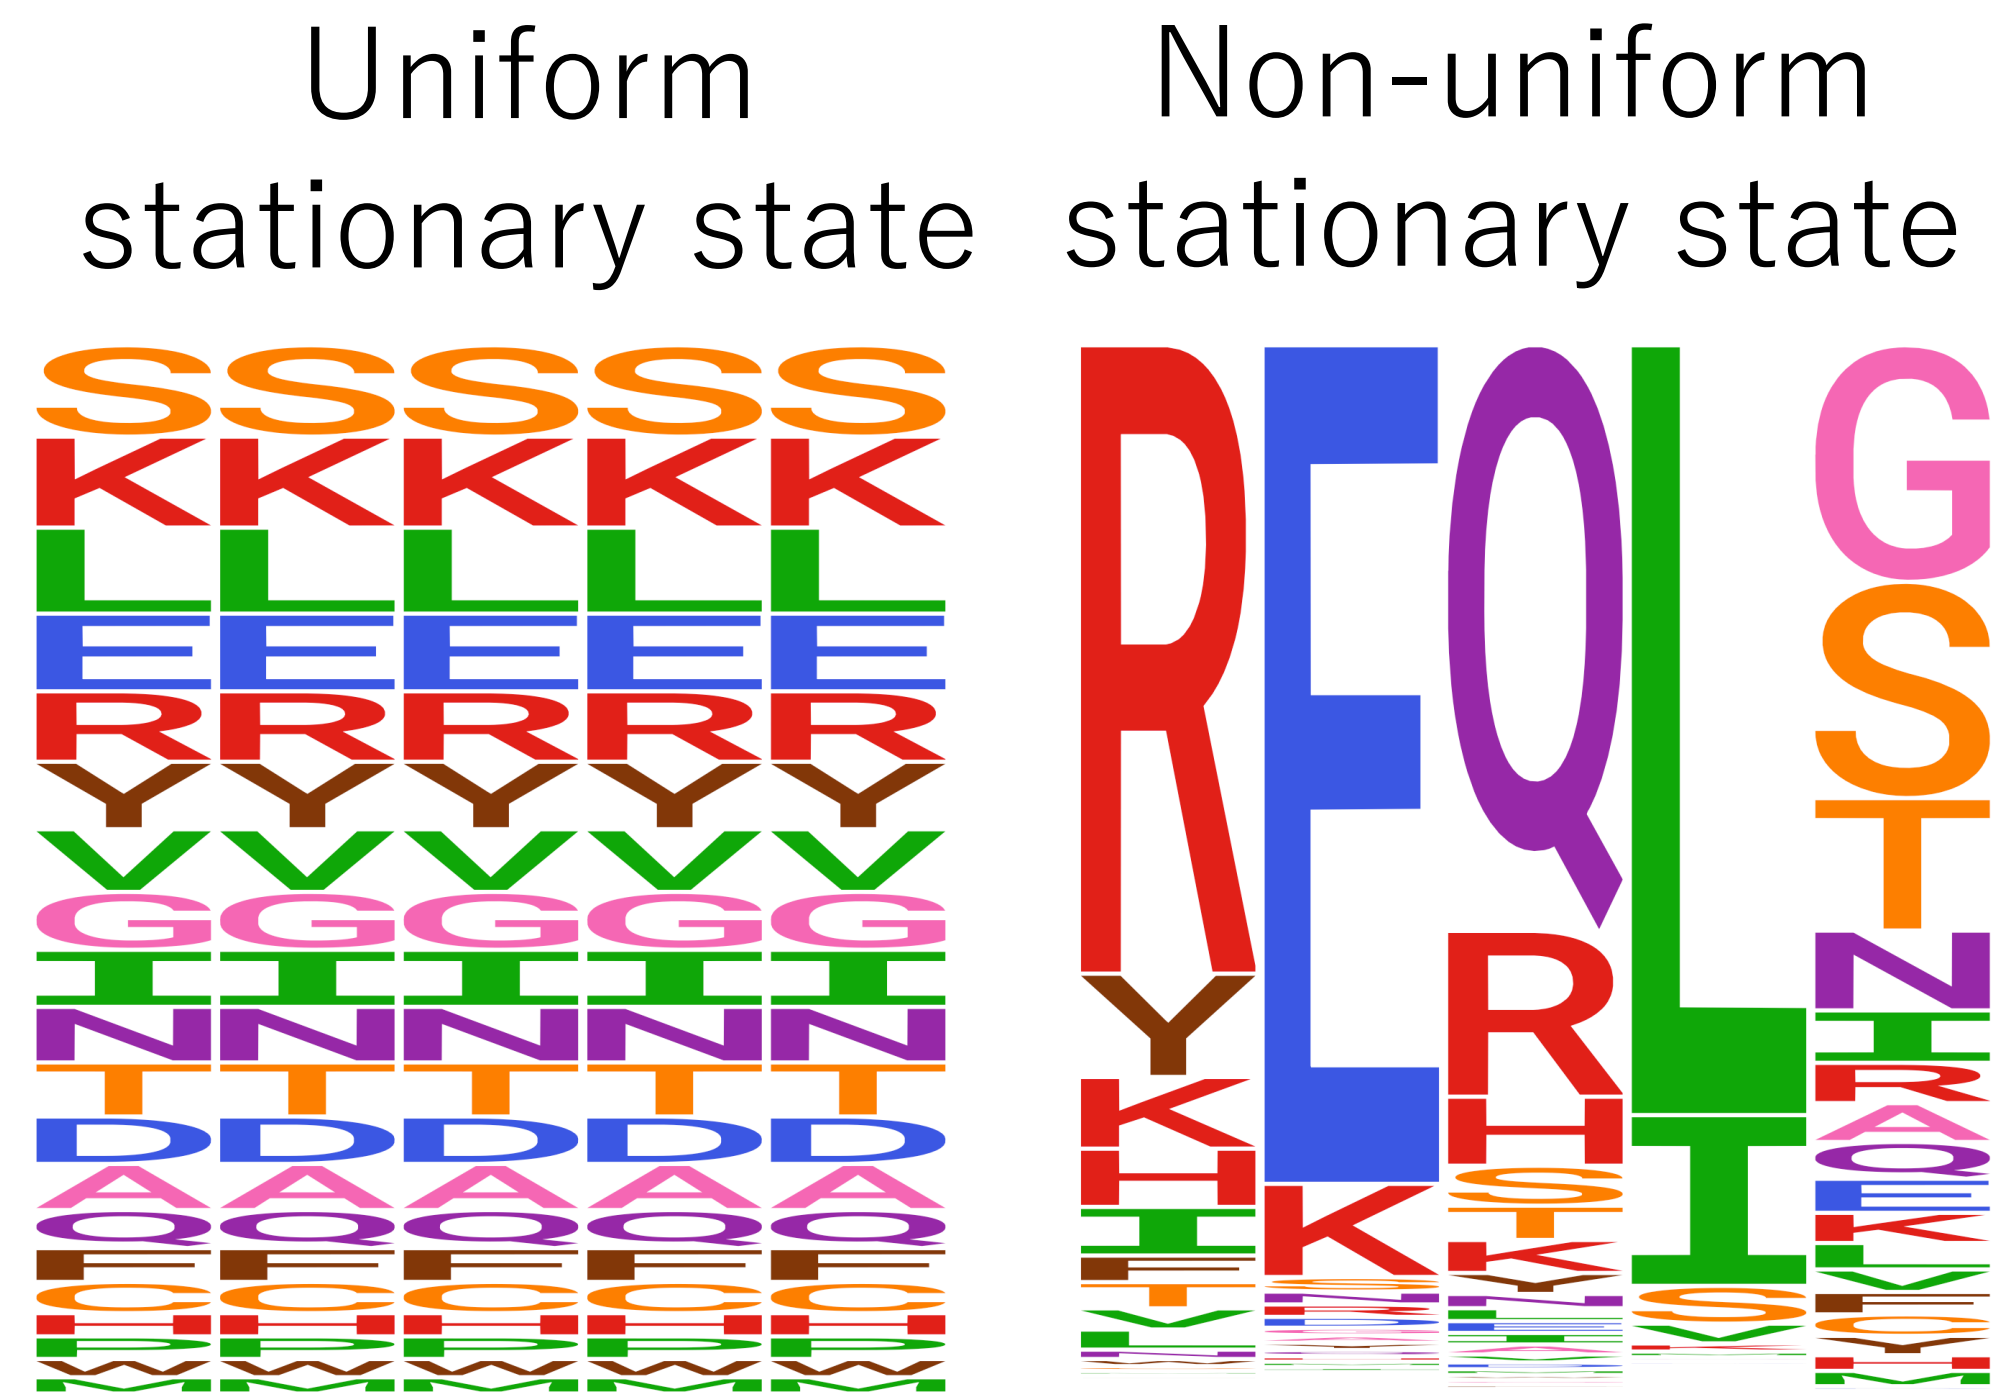 Uniform
stationary state
Non-uniform
stationary state
S S S S S
K K K K K
L L L L L
E E E E E
R R R R R
Y Y Y Y Y
V V V V V
G G G G G
I I I I I
N N N N N
T T T T T
D D D D D
A A A A A
Q Q Q Q Q
F F F F F
C C C C C
H H H H H
P P P P P
W W W W W
M M M M M
R E Q L G
Y K R I S
K S H S T
H N S V N
I R T K I
F D K R
T Y A
V N Q
L E
K
L
V
F
C
Y
H
M